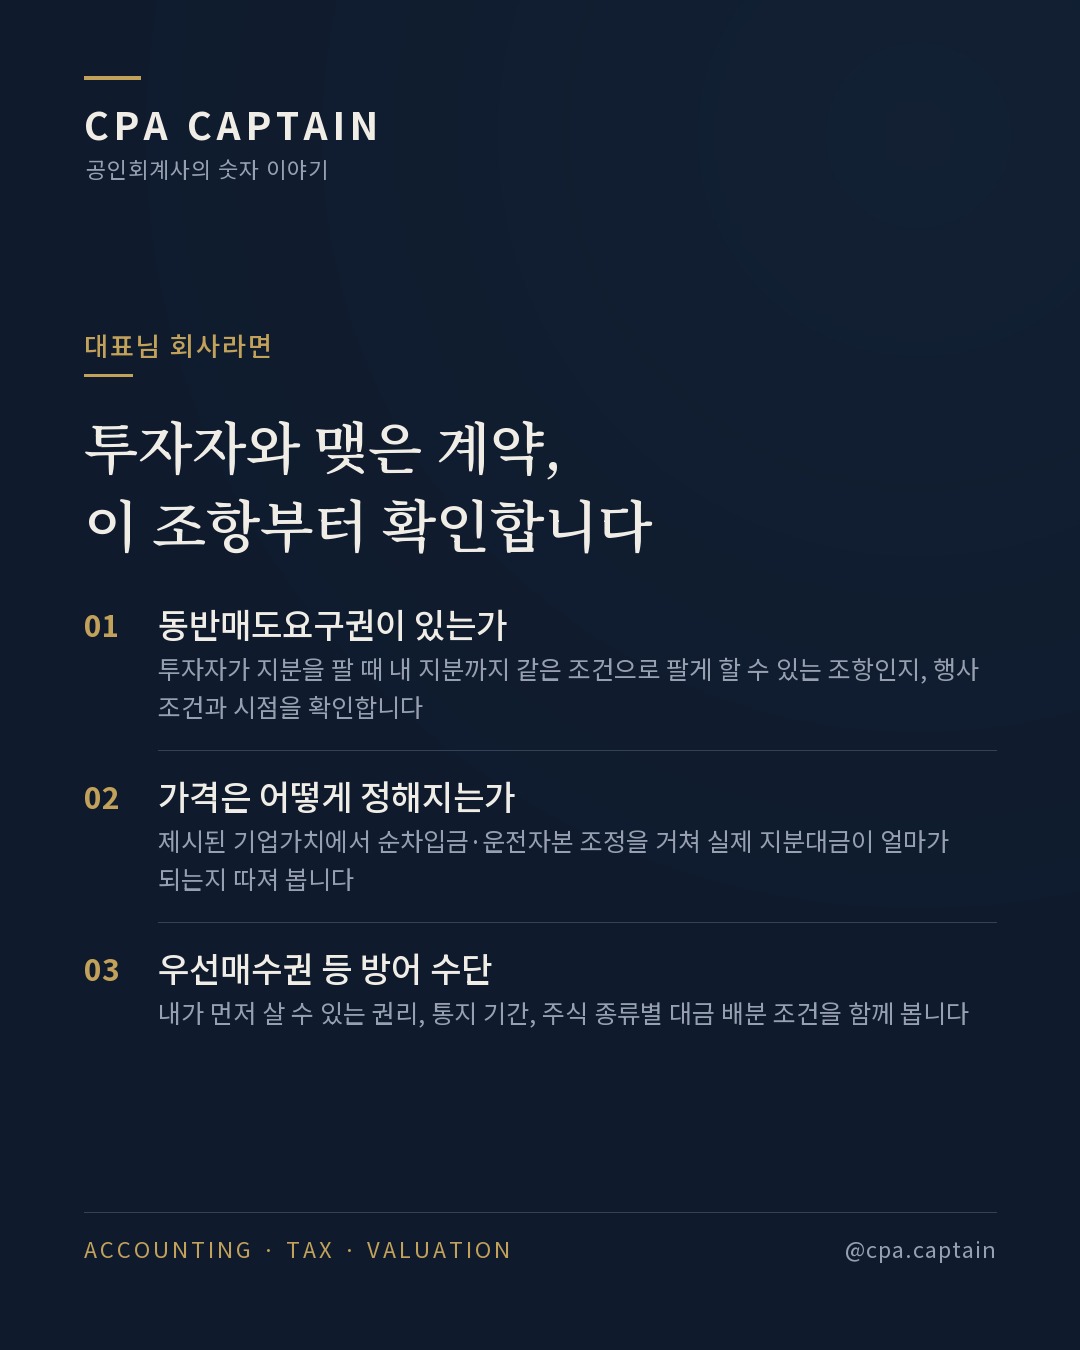 CPA CAPTAIN
공인회계사의 숫자 이야기
대표님 회사라면
투자자와 맺은 계약,
이 조항부터 확인합니다
01 동반매도요구권이 있는가
투자자가 지분을 팔 때 내 지분까지 같은 조건으로 팔게 할 수 있는 조항인지, 행사
조건과 시점을 확인합니다
02 가격은 어떻게 정해지는가
제시된 기업가치에서 순차입금·운전자본 조정을 거쳐 실제 지분대금이 얼마가
되는지 따져 봅니다
03 우선매수권 등 방어 수단
내가 먼저 살 수 있는 권리, 통지 기간, 주식 종류별 대금 배분 조건을 함께 봅니다
ACCOUNTING · TAX · VALUATION
@cpa.captain